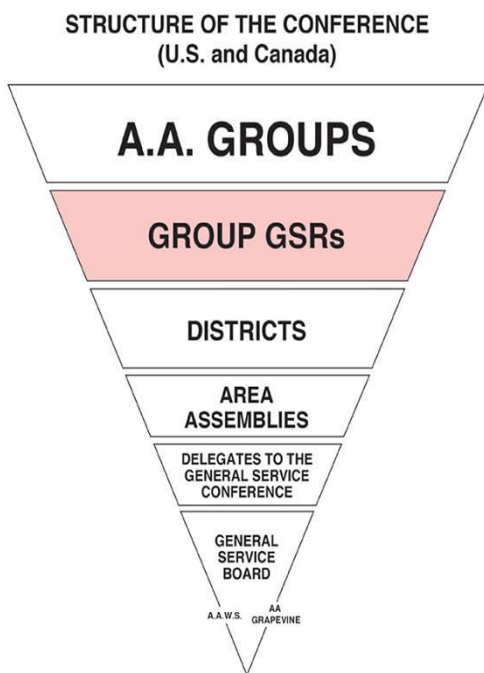 STRUCTURE OF THE CONFERENCE
(U.S. and Canada)
A.A. GROUPS
GROUP GSRs
DISTRICTS
AREA
ASSEMBLIES
DELEGATES TO THE
GENERAL SERVICE
CONFERENCE
GENERAL
SERVICE
BOARD
A.A.W.S.
AA
GRAPEVINE